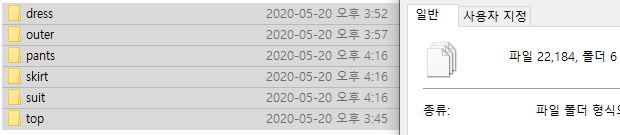 dress 2020-05-20 오후 3:52
outer 2020-05-20 오후 3:57
pants 2020-05-20 오후 4:16
skirt 2020-05-20 오후 4:16
suit 2020-05-20 오후 4:16
top 2020-05-20 오후 3:45
일반 사용자 지정
파일 22,184, 폴더 6
종류: 파일 폴더 형식의